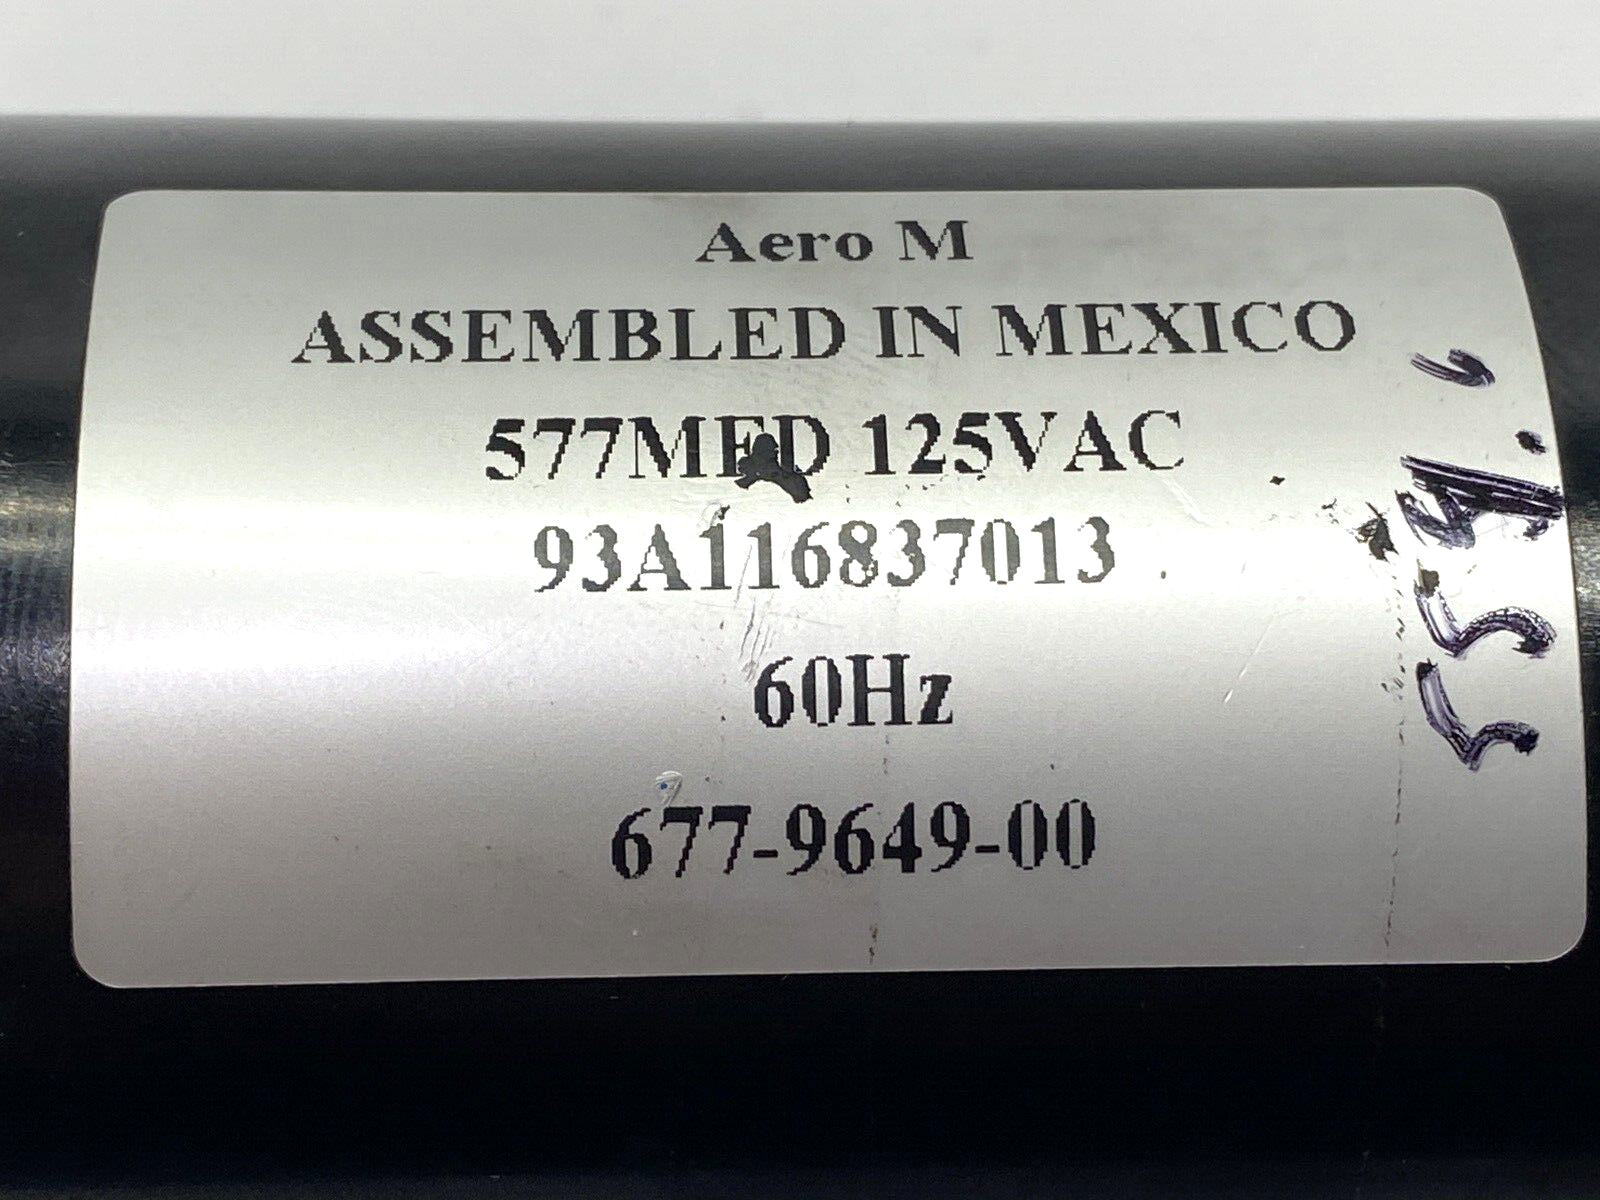 Aero M
ASSEMBLED IN MEXICO
577MFD 125VAC
93A116837013
60Hz
677-9649-00